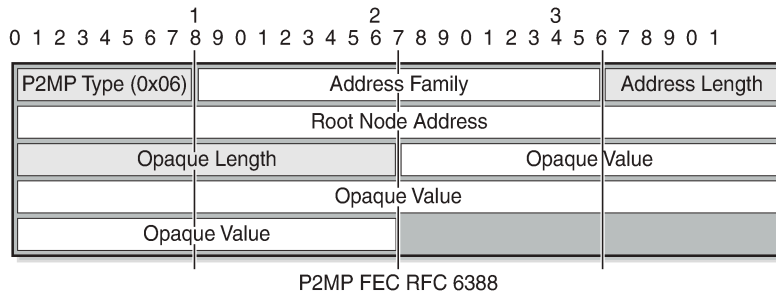 1 2 3
0 1 2 3 4 5 6 7 8 9 0 1 2 3 4 5 6 7 8 9 0 1 2 3 4 5 6 7 8 9 0 1
P2MP Type (0x06) Address Family Address Length
Root Node Address
Opaque Length Opaque Value
Opaque Value
Opaque Value
P2MP FEC RFC 6388